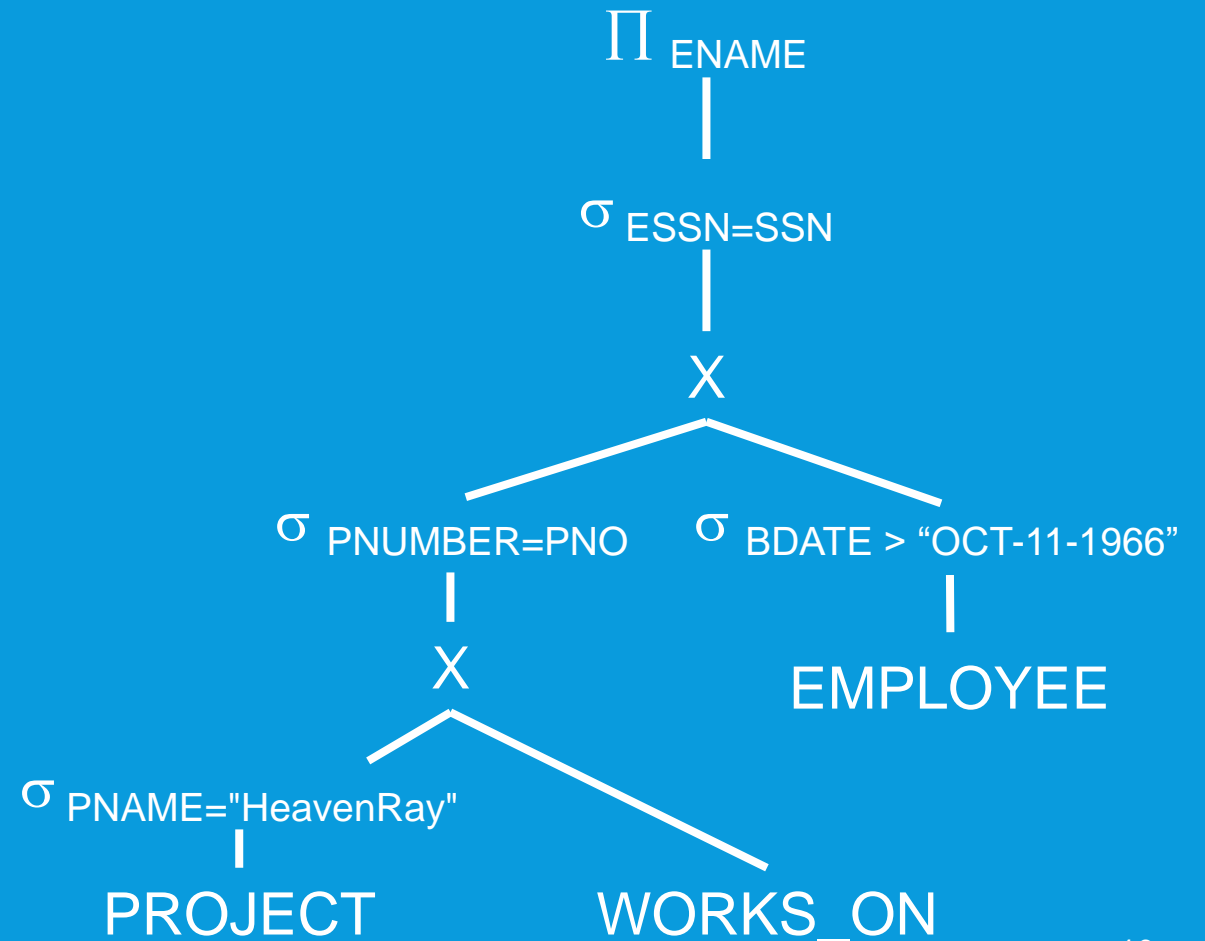 ∏ ENAME
σ ESSN=SSN
X
σ PNUMBER=PNO σ BDATE > “OCT-11-1966”
X
EMPLOYEE
σ PNAME="HeavenRay"
PROJECT WORKS_ON